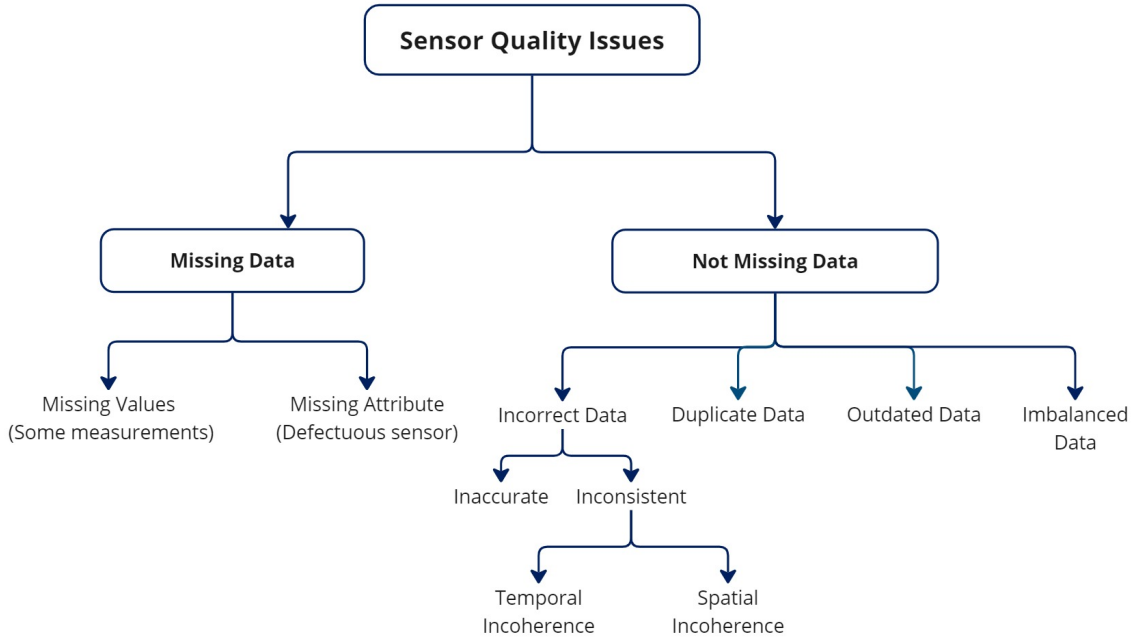 Sensor Quality Issues
Missing Data
Not Missing Data
Missing Values
(Some measurements)
Missing Attribute
(Defectuous sensor)
Incorrect Data
Duplicate Data
Outdated Data
Imbalanced
Data
Inaccurate
Inconsistent
Temporal
Incoherence
Spatial
Incoherence